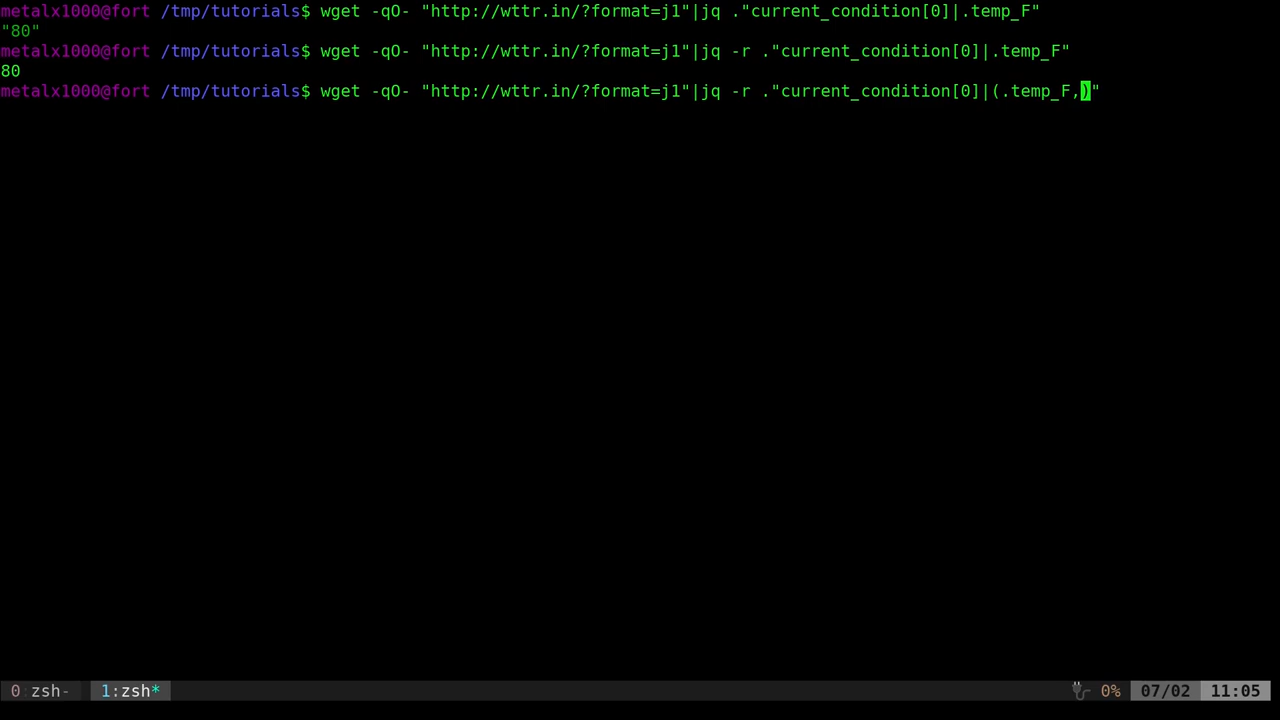 metalx1000@fort /tmp/tutorials$ wget -qO- "http://wttr.in/?format=j1"|jq ."current_condition[0]|.temp_F"
"80"
metalx1000@fort /tmp/tutorials$ wget -qO- "http://wttr.in/?format=j1"|jq -r ."current_condition[0]|.temp_F"
80
metalx1000@fort /tmp/tutorials$ wget -qO- "http://wttr.in/?format=j1"|jq -r ."current_condition[0]|(.temp_F,)"
0 zsh- 1:zsh* 0% 07/02 11:05